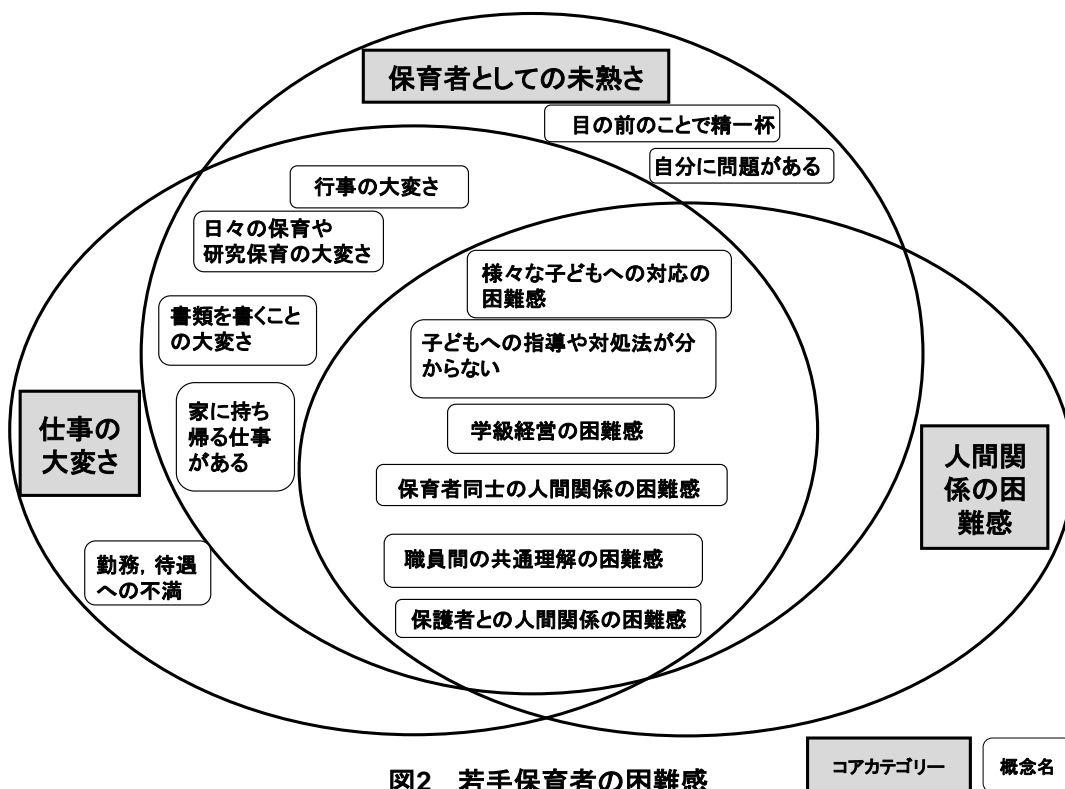 保育者としての未熟さ
目の前のことで精一杯
自分に問題がある
行事の大変さ
日々の保育や
研究保育の大変さ
様々な子どもへの対応の
困難感
書類を書くこと
の大変さ
子どもへの指導や対処法が分
からない
家に持ち
帰る仕事
がある
仕事の
大変さ
学級経営の困難感
人間関
係の困
難感
保育者同士の人間関係の困難感
勤務,待遇
への不満
職員間の共通理解の困難感
保護者との人間関係の困難感
図2 若手保育者の困難感
コアカテゴリー
概念名